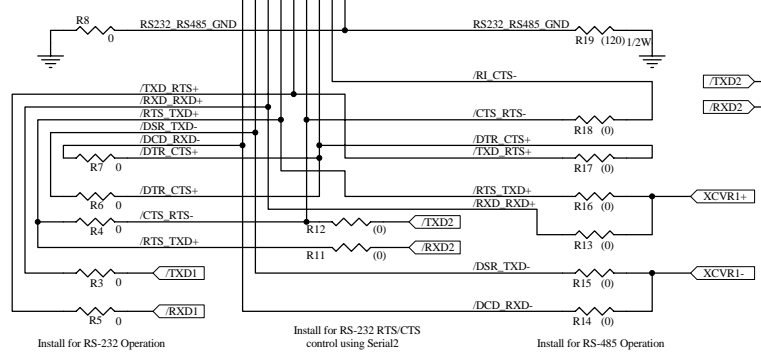 R8 0 RS232_RS485_GND
RS232_RS485_GND R19 (120) 1/2W
/RI_CTS-
/TXD2
/RXD2
/TXD_RTS+
/RXD_RXD+
/RTS_TXD+
/DSR_TXD-
/DCD_RXD-
/DTR_CTS+
R7 0
/CTS_RTS-
R18 (0)
/DTR_CTS+
/TXD_RTS+
R17 (0)
/DTR_CTS+
R6 0
/RTS_TXD+
/RXD_RXD+
R16 (0)
XCVR1+
/CTS_RTS-
R4 0
R12 (0)
/TXD2
R13 (0)
/RTS_TXD+
R11 (0)
/RXD2
R3 0
/TXD1
/DSR_TXD-
R15 (0)
XCVR1-
R5 0
/RXD1
/DCD_RXD-
R14 (0)
Install for RS-232 Operation
Install for RS-232 RTS/CTS
control using Serial2
Install for RS-485 Operation